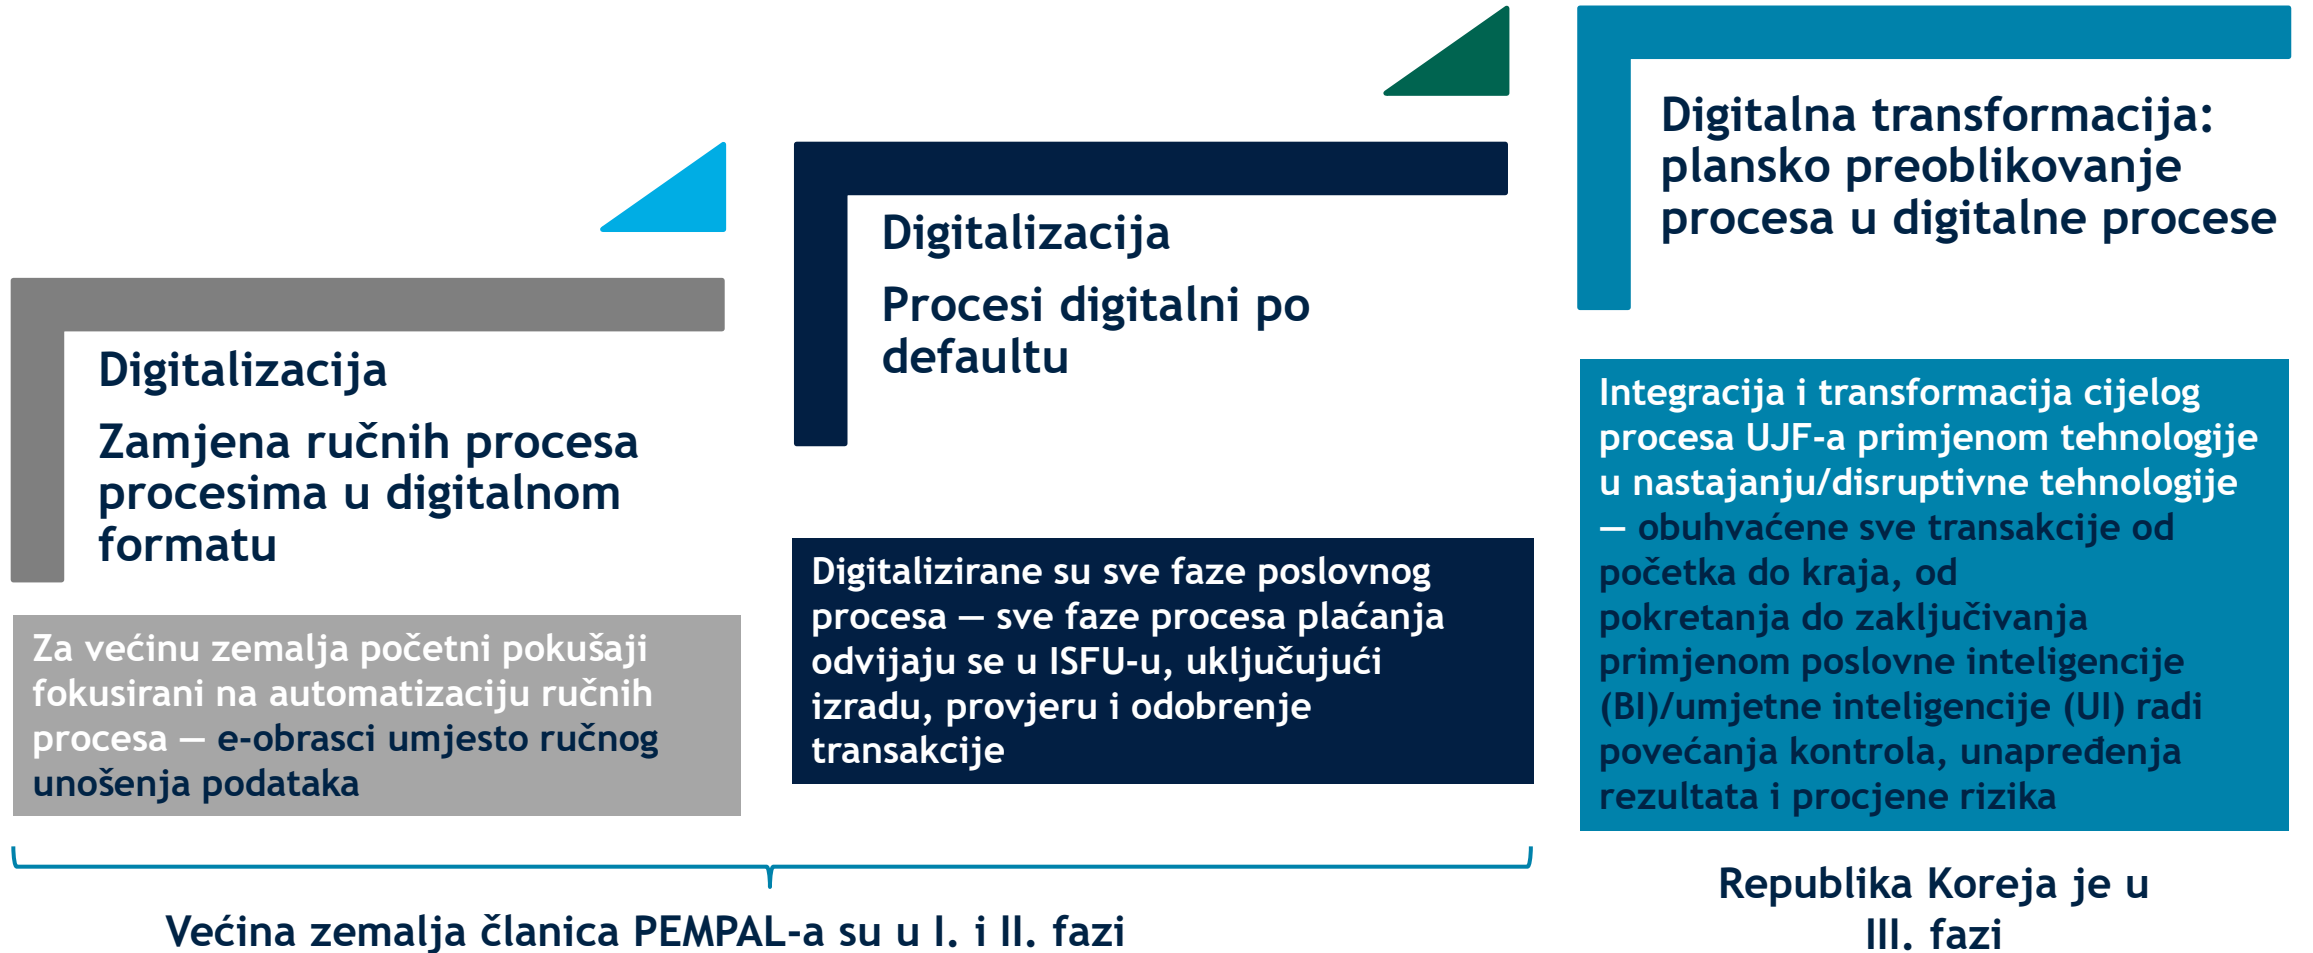 Digitalizacija
Zamjena ručnih procesa
procesima u digitalnom
formatu
Za većinu zemalja početni pokušaji
fokusirani na automatizaciju ručnih
procesa — e-obrasci umjesto ručnog
unošenja podataka
Digitalizacija
Procesi digitalni po
defaultu
Digitalizirane su sve faze poslovnog
procesa — sve faze procesa plaćanja
odvijaju se u ISFU-u, uključujući
izradu, provjeru i odobrenje
transakcije
Većina zemalja članica PEMPAL-a su u I. i II. fazi
Digitalna transformacija:
plansko preoblikovanje
procesa u digitalne procese
Integracija i transformacija cijelog
procesa UJF-a primjenom tehnologije
u nastajanju/disruptivne tehnologije
— obuhvaćene sve transakcije od
početka do kraja, od
pokretanja do zaključivanja
primjenom poslovne inteligencije
(BI)/umjetne inteligencije (UI) radi
povećanja kontrola, unapređenja
rezultata i procjene rizika
Republika Koreja je u
III. fazi